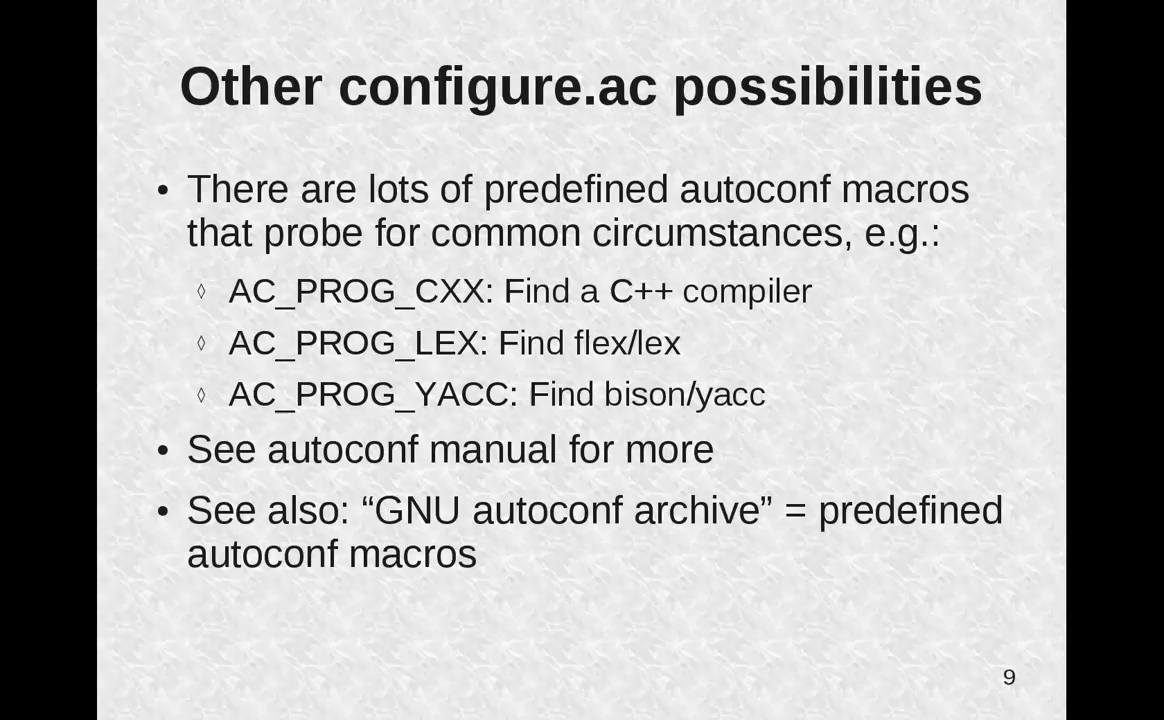 Other configure.ac possibilities
• There are lots of predefined autoconf macros
that probe for common circumstances, e.g.:
◊ AC_PROG_CXX: Find a C++ compiler
◊ AC_PROG_LEX: Find flex/lex
◊ AC_PROG_YACC: Find bison/yacc
• See autoconf manual for more
• See also: “GNU autoconf archive” = predefined
autoconf macros
9